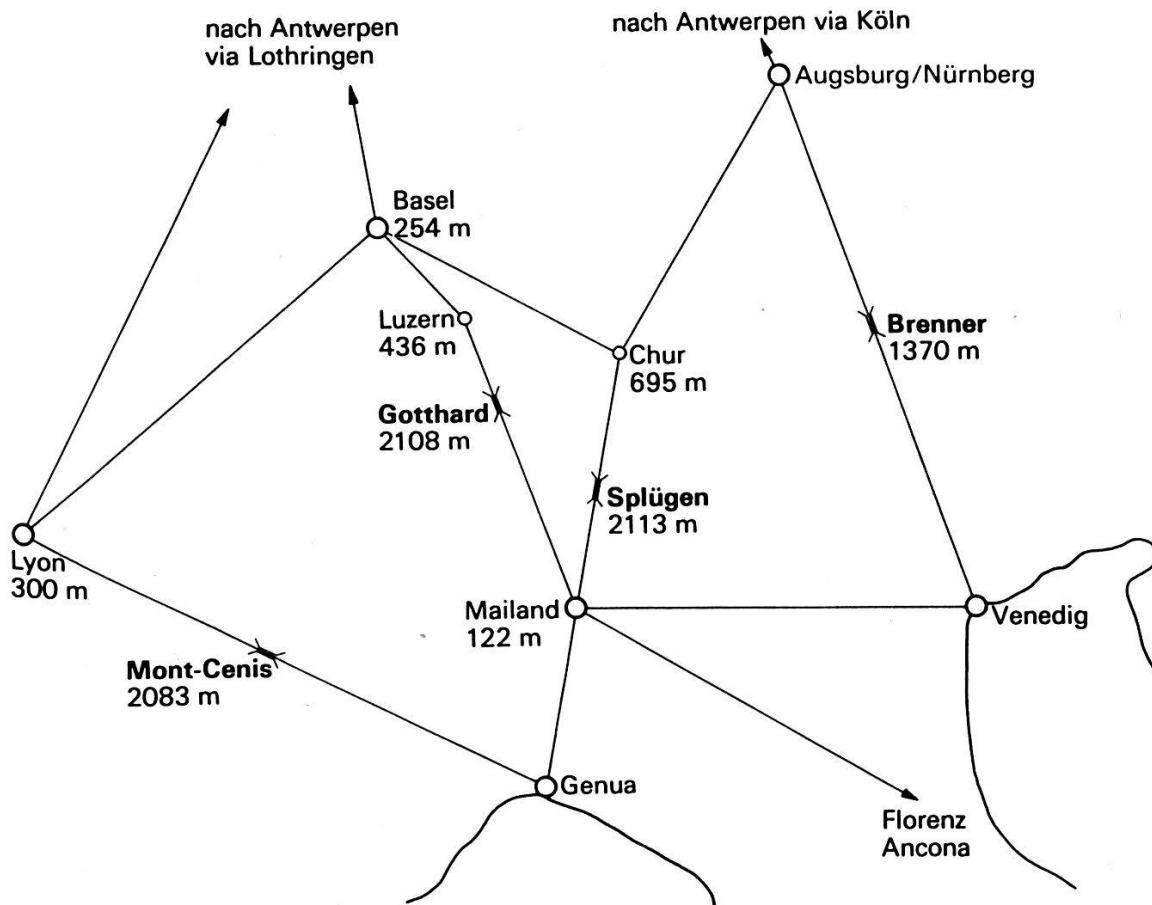 nach Antwerpen
via Lothringen
nach Antwerpen via Köln
Augsburg/Nürnberg
Basel
254 m
Luzern
436 m
Chur
695 m
Brenner
1370 m
Gotthard
2108 m
Splügen
2113 m
Lyon
300 m
Mailand
122 m
Venedig
Mont-Cenis
2083 m
Genua
Florenz
Ancona